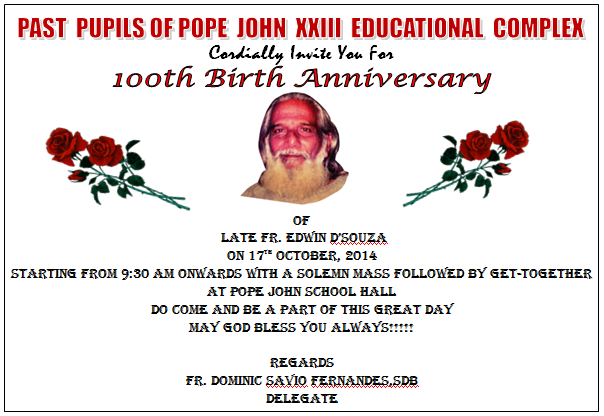 PAST PUPILS OF POPE JOHN XXIII EDUCATIONAL COMPLEX
Cordially Invite You For
100th Birth Anniversary
OF
LATE FR. EDWIN D'SOUZA
ON 17TH OCTOBER, 2014
STARTING FROM 9:30 AM ONWARDS WITH A SOLEMN MASS FOLLOWED BY GET-TOGETHER
AT POPE JOHN SCHOOL HALL
DO COME AND BE A PART OF THIS GREAT DAY
MAY GOD BLESS YOU ALWAYS!!!!!
REGARDS
FR. DOMINIC SAVIO FERNANDES,SDB
DELEGATE